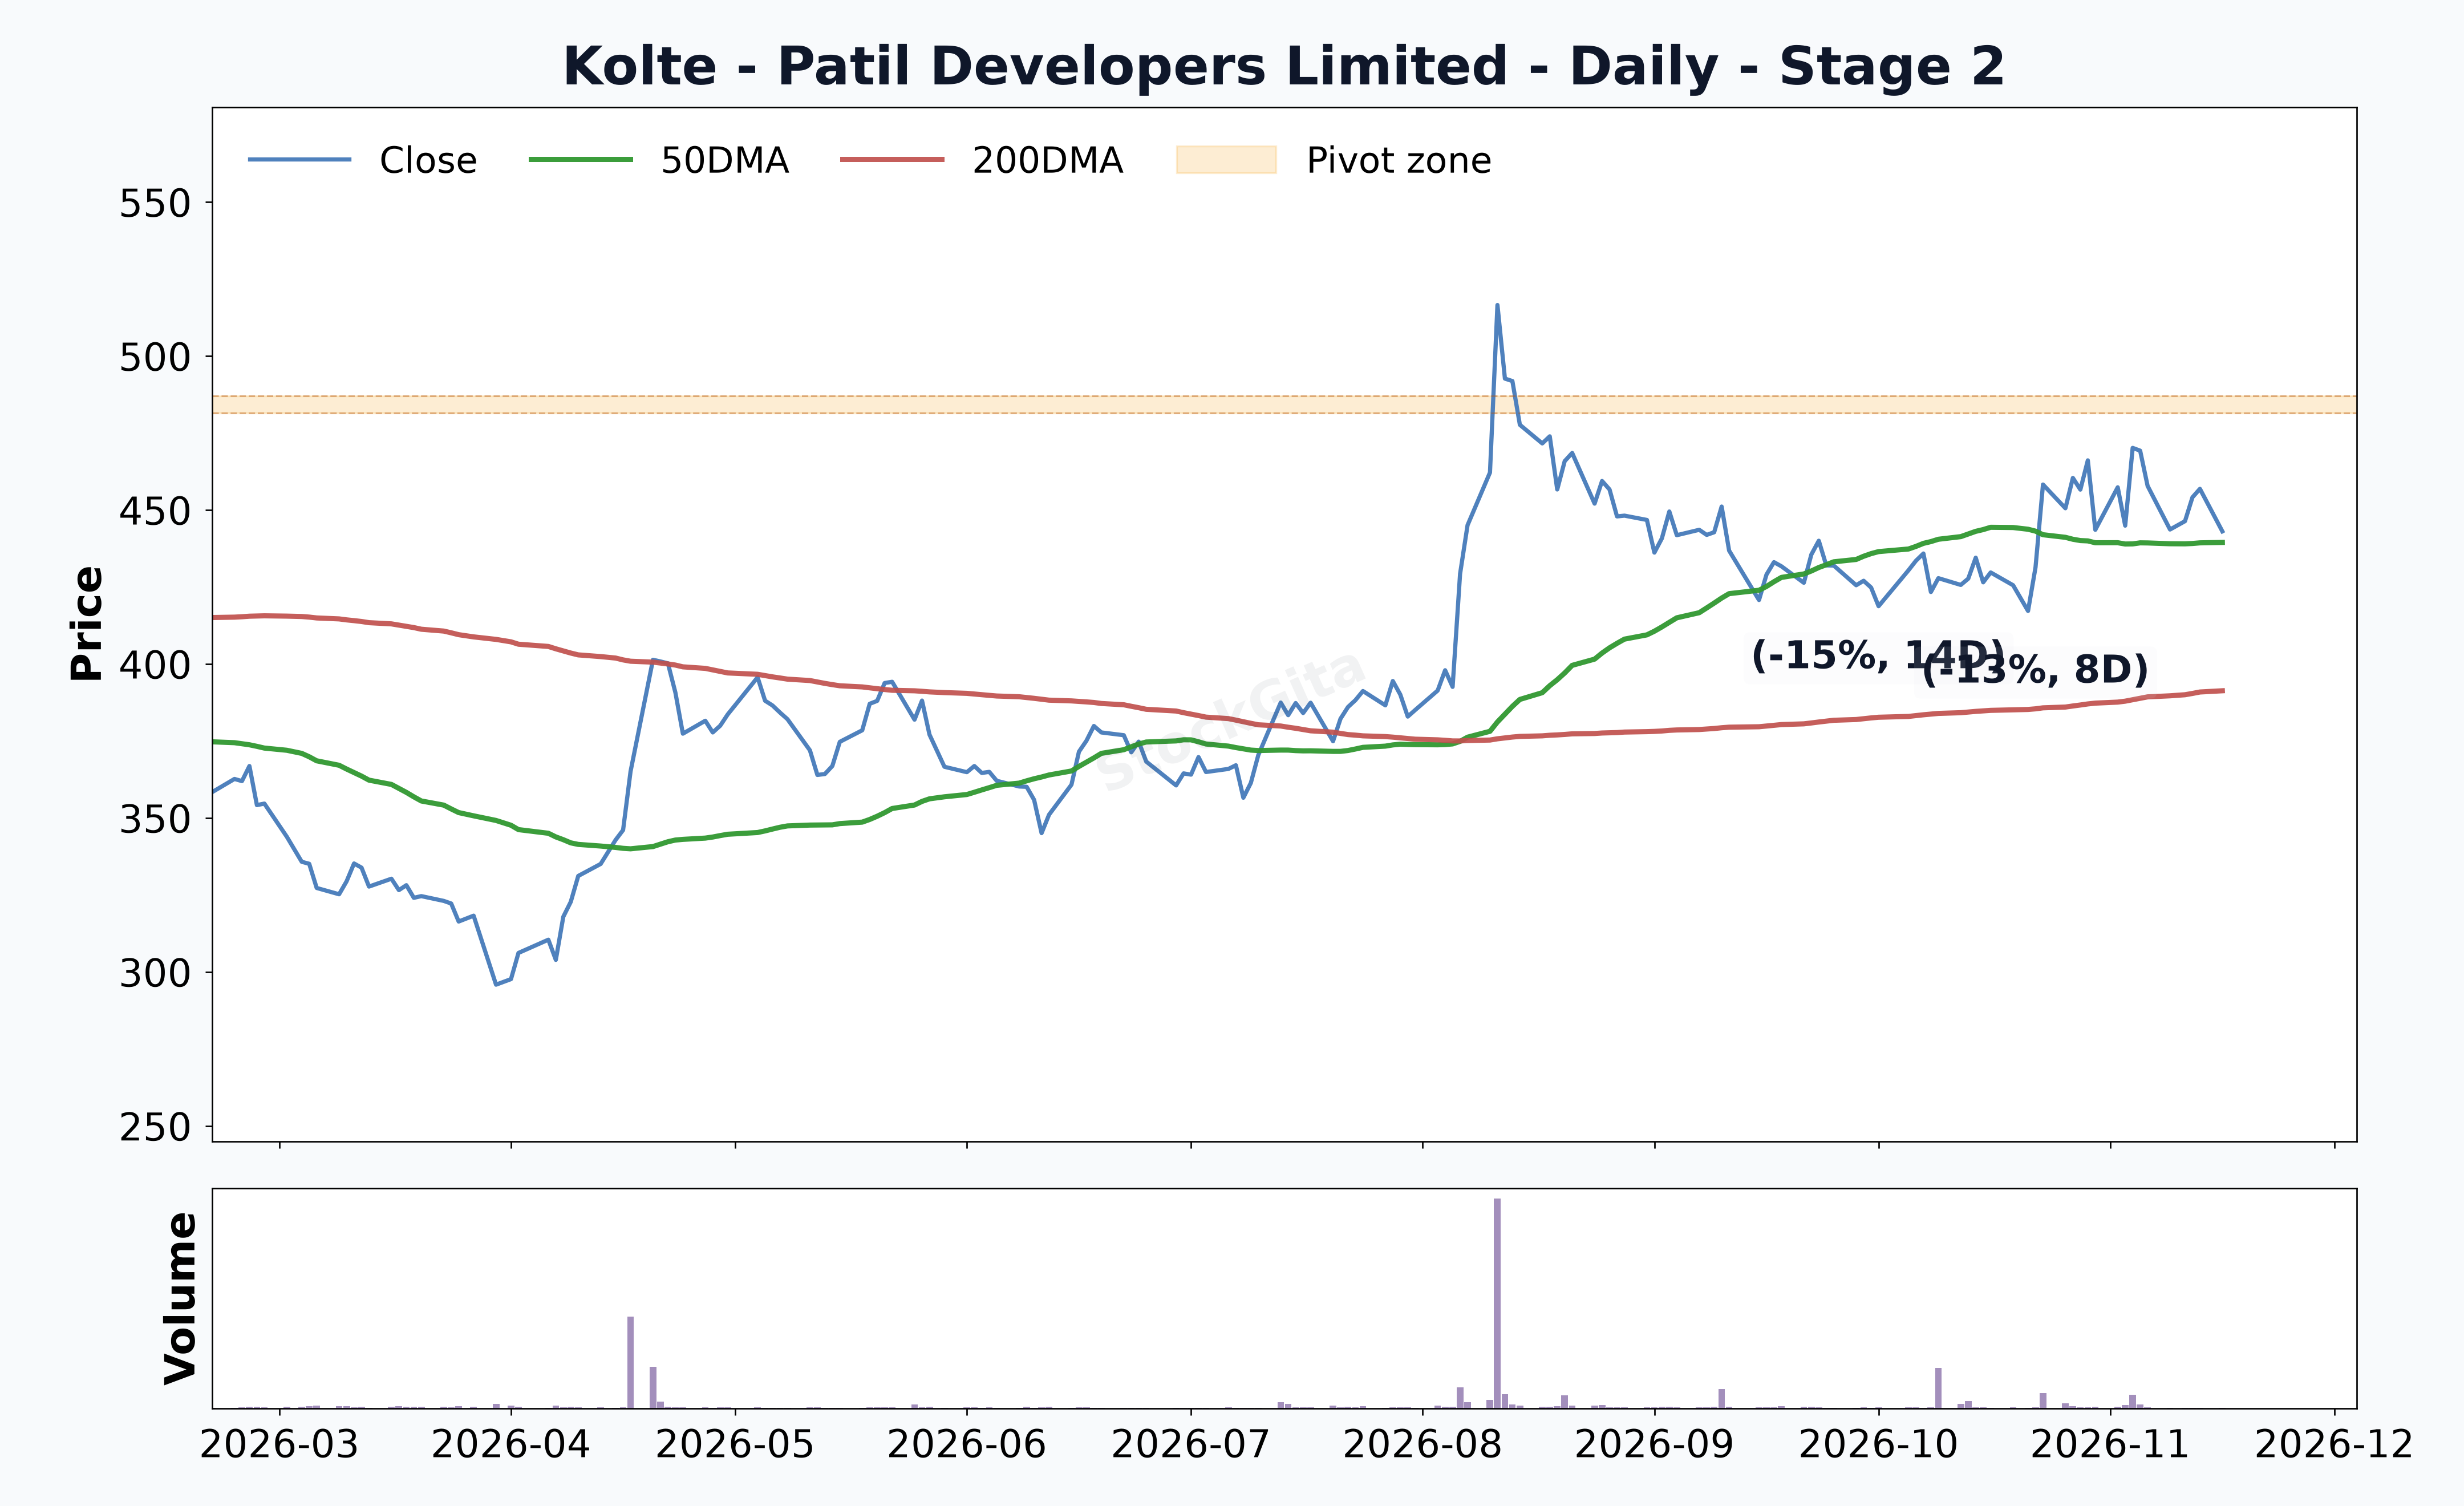 Kolte - Patil Developers Limited - Daily - Stage 2
Close 50DMA 200DMA Pivot zone
Price
550
500
450
400
350
300
250
(-15%, 14D)
(-13%, 8D)
StockGita
Volume
2026-03 2026-04 2026-05 2026-06 2026-07 2026-08 2026-09 2026-10 2026-11 2026-12